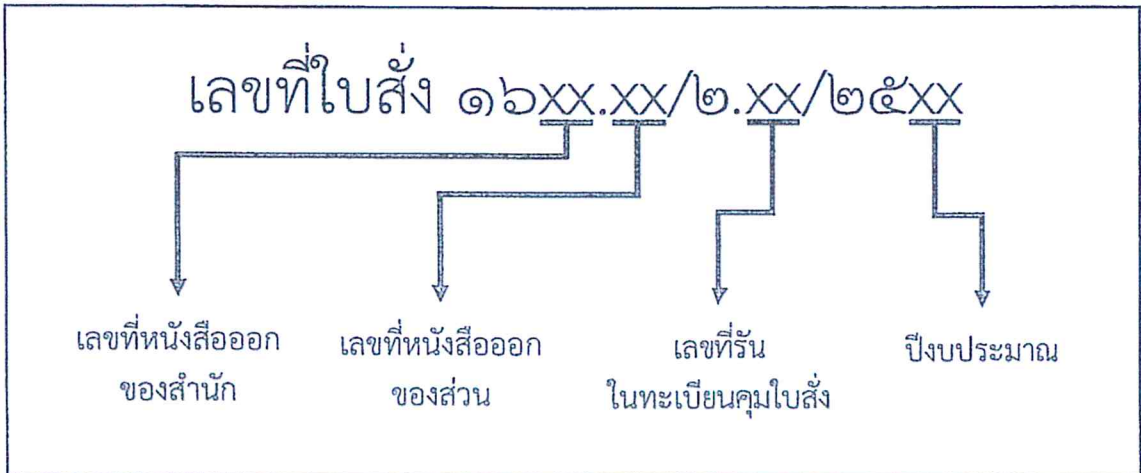 เลขที่ใบสั่ง ๑๖xx.xx/๒.xx/๒๕xx
เลขที่หนังสือออก
ของสำนัก
เลขที่หนังสือออก
ของส่วน
เลขที่รัน
ในทะเบียนคุมใบสั่ง
ปีงบประมาณ